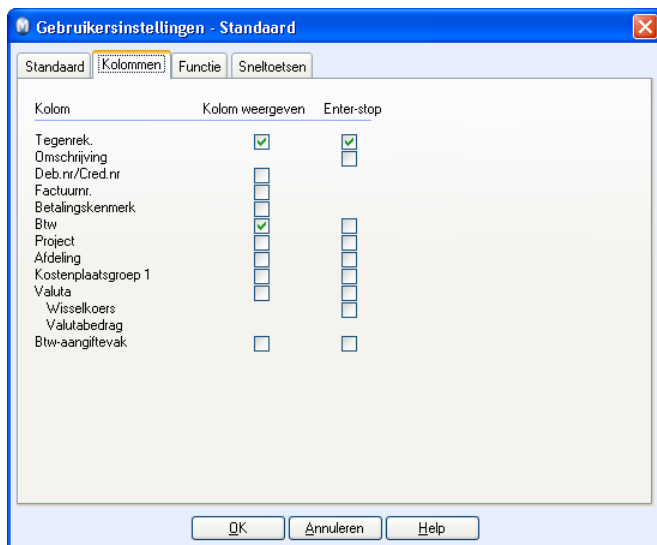 Gebruikersinstellingen - Standaard
Standaard Kolommen Functie Sneltoetsen
Kolom Kolom weergeven Enter-stop
Tegenrek.
Omschrijving
Deb.nr/Cred.nr
Factuurnr.
Betalingskenmerk
Btw
Project
Afdeling
Kostenplaatsgroep 1
Valuta
Wisselkoers
Valutabedrag
Btw-aangiftevak
OK Annuleren Help